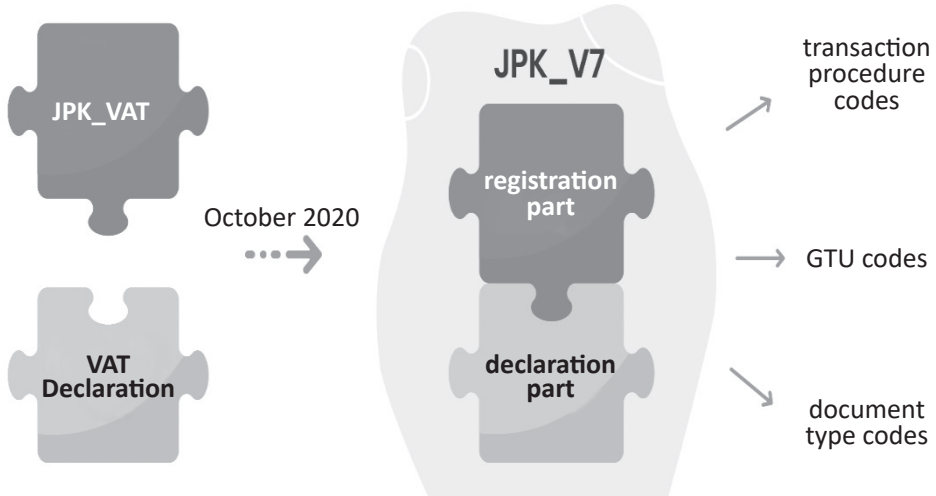 JPK_VAT
VAT
Declaration
October 2020
JPK_V7
registration
part
declaration
part
transaction
procedure
codes
GTU codes
document
type codes